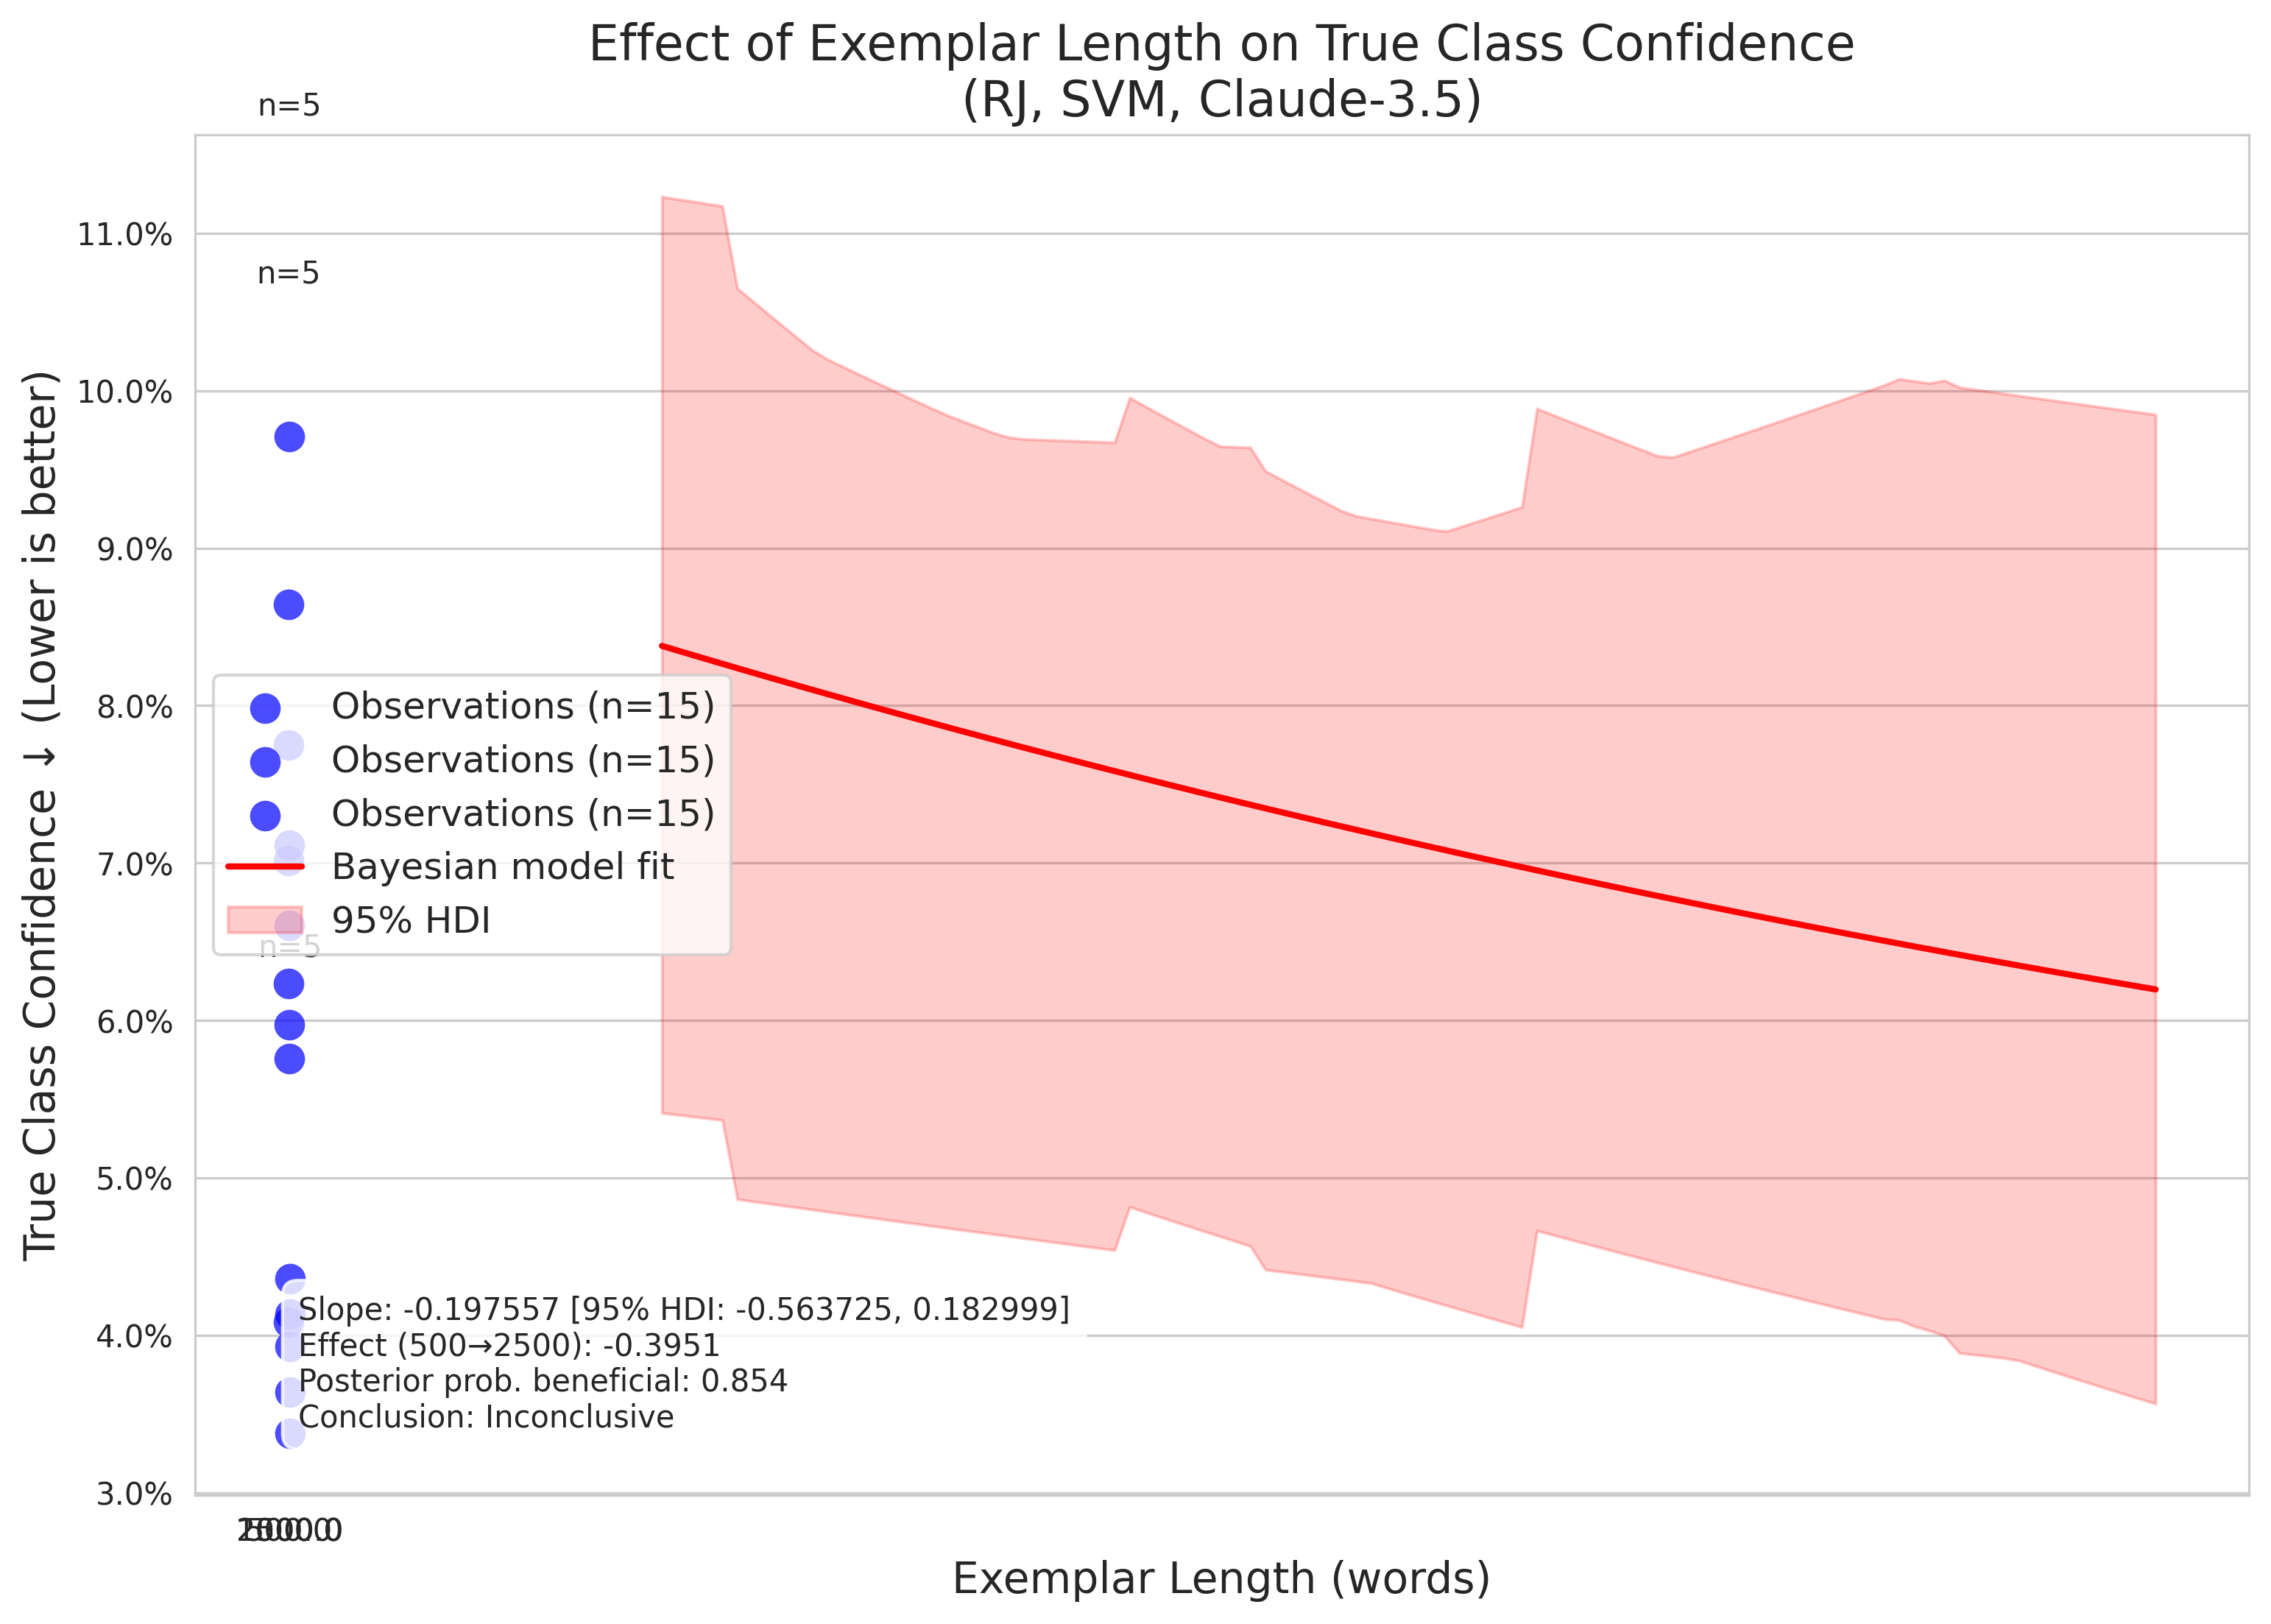 Effect of Exemplar Length on True Class Confidence
(RJ, SVM, Claude-3.5)
n=5
n=5
n=5
True Class Confidence ↓ (Lower is better)
11.0%
10.0%
9.0%
8.0%
7.0%
6.0%
5.0%
4.0%
3.0%
Observations (n=15)
Observations (n=15)
Observations (n=15)
Bayesian model fit
95% HDI
Slope: -0.197557 [95% HDI: -0.563725, 0.182999]
Effect (500→2500): -0.3951
Posterior prob. beneficial: 0.854
Conclusion: Inconclusive
Exemplar Length (words)